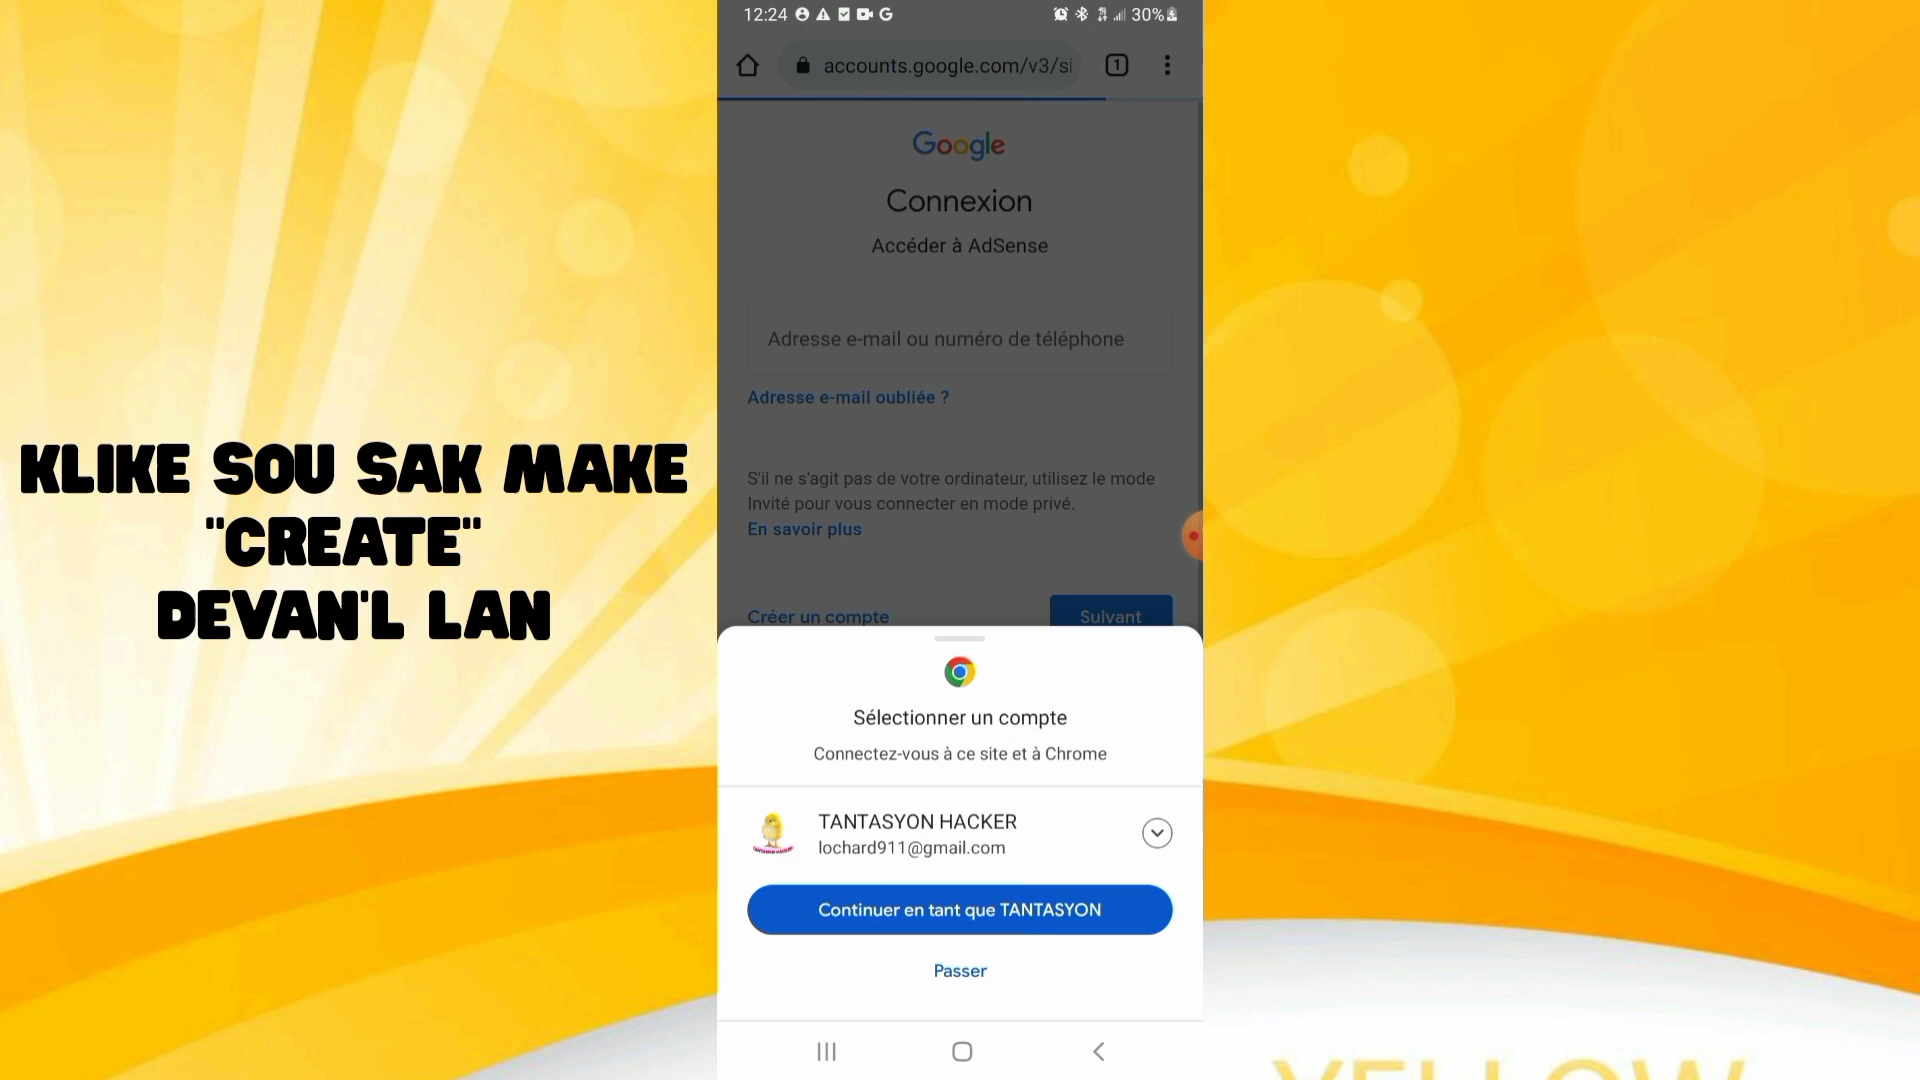 KLIKE SOU SAK MAKE
"CREATE"
DEVAN'L LAN
12:24
30%
accounts.google.com/v3/si
1
Google
Connexion
Accéder à AdSense
Adresse e-mail ou numéro de téléphone
Adresse e-mail oubliée ?
S'il ne s'agit pas de votre ordinateur, utilisez le mode
Invité pour vous connecter en mode privé.
En savoir plus
Créer un compte
Suivant
Sélectionner un compte
Connectez-vous à ce site et à Chrome
TANTASYON HACKER
lochard911@gmail.com
Continuer en tant que TANTASYON
Passer
YELLOW